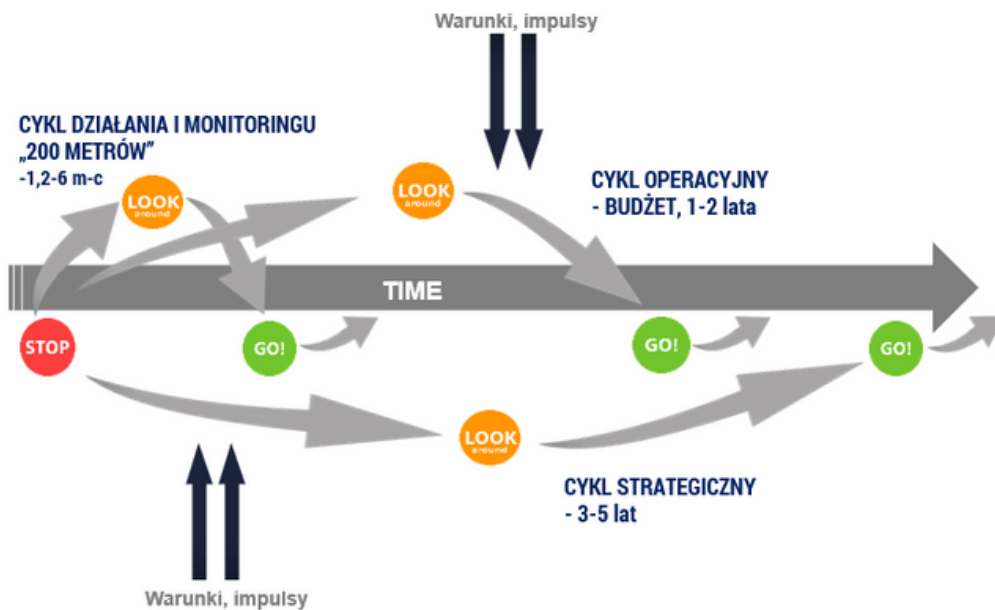 Warunki, impulsy
CYKL DZIAŁANIA I MONITORINGU
„200 METRÓW”
-1,2-6 m-c
LOOK
around
LOOK
around
CYKL OPERACYJNY
- BUDŻET, 1-2 lata
TIME
STOP
GO!
GO!
GO!
LOOK
around
CYKL STRATEGICZNY
- 3-5 lat
Warunki, impulsy